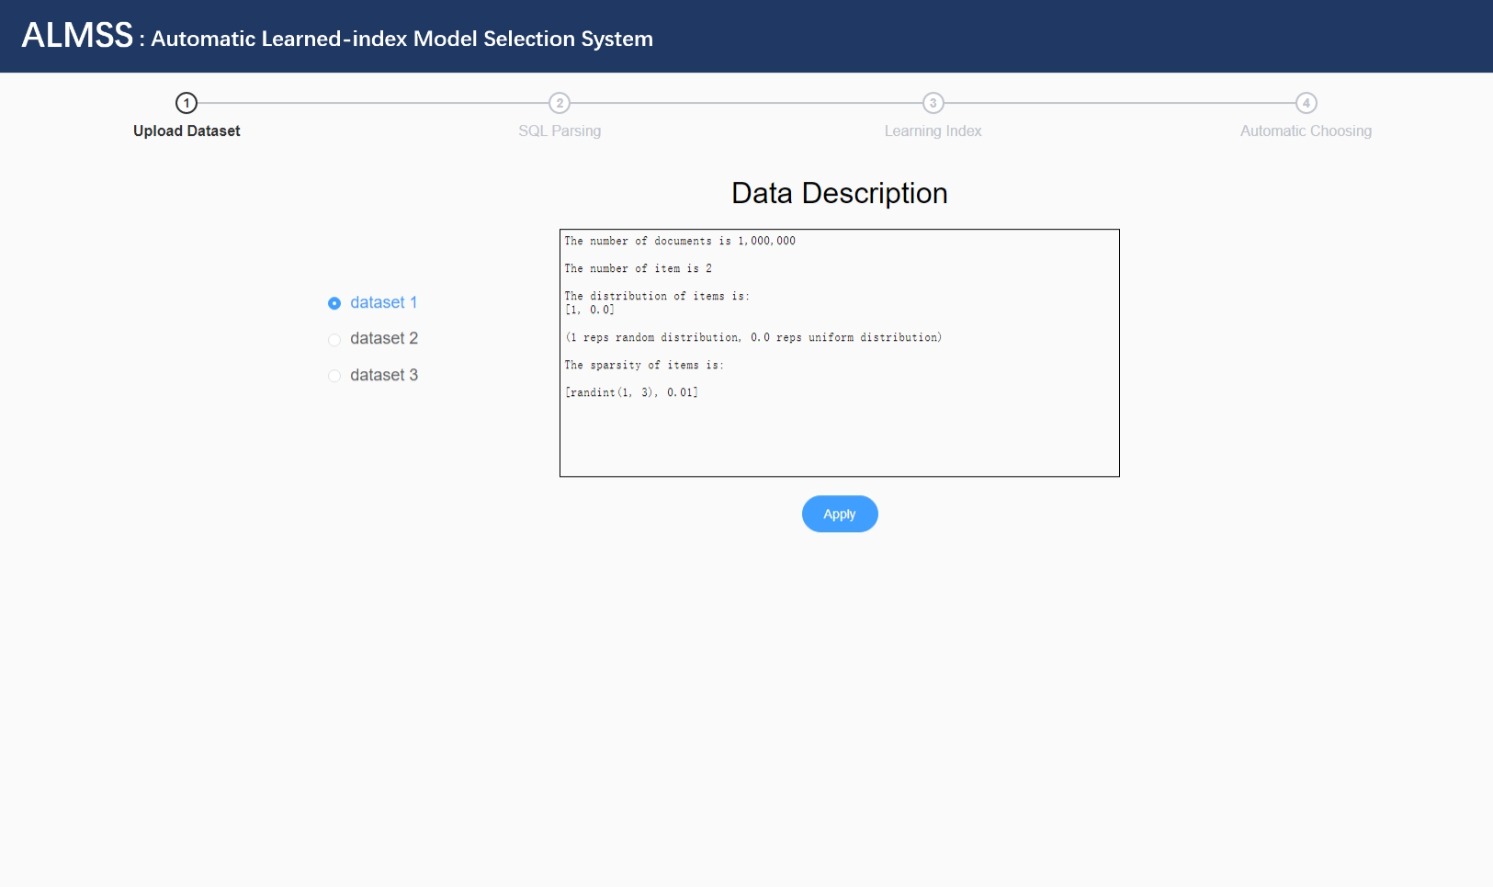 ALMSS : Automatic Learned-index Model Selection System
1
2
3
4
Upload Dataset
SQL Parsing
Learning Index
Automatic Choosing
Data Description
dataset 1
dataset 2
dataset 3
The number of documents is 1,000,000
The number of item is 2
The distribution of items is:
[1, 0.0]
(1 reps random distribution, 0.0 reps uniform distribution)
The sparsity of items is:
[randint(1, 3), 0.01]
Apply